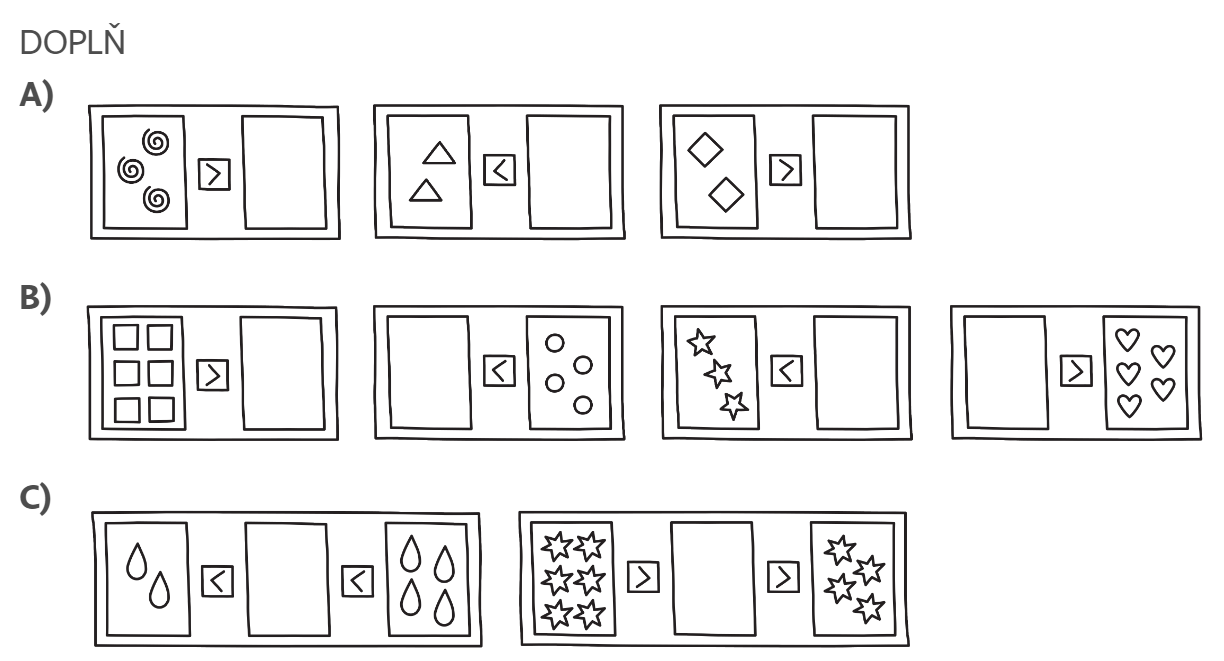 DOPLŇ
A)
> < >
B)
> < < >
C)
< < > >